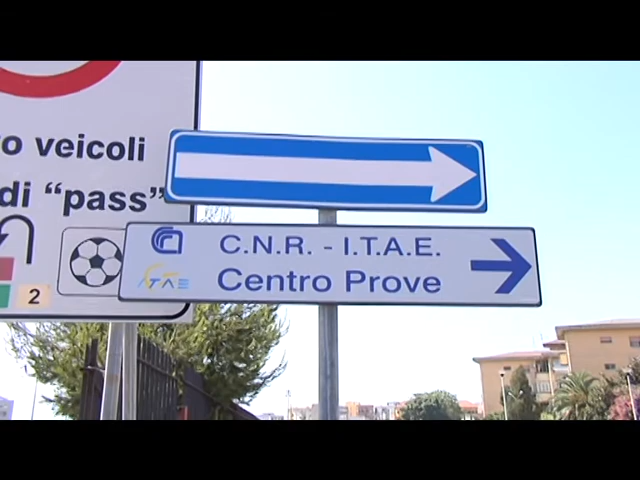 veicoli
di "pass"
2
C.N.R. - I.T.A.E.
ITAE Centro Prove